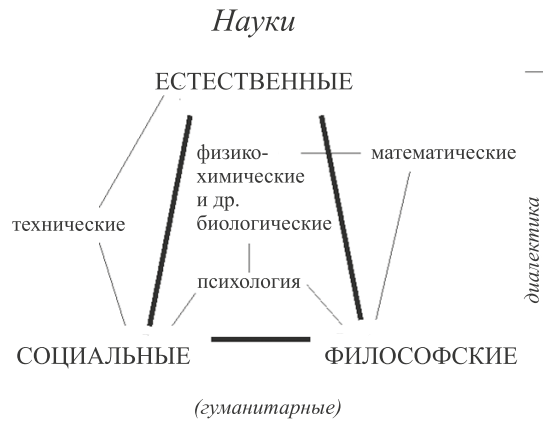 Науки
ЕСТЕСТВЕННЫЕ
физико-
химические
и др.
биологические
математические
технические
психология
диалектика
СОЦИАЛЬНЫЕ
ФИЛОСОФСКИЕ
(гуманитарные)